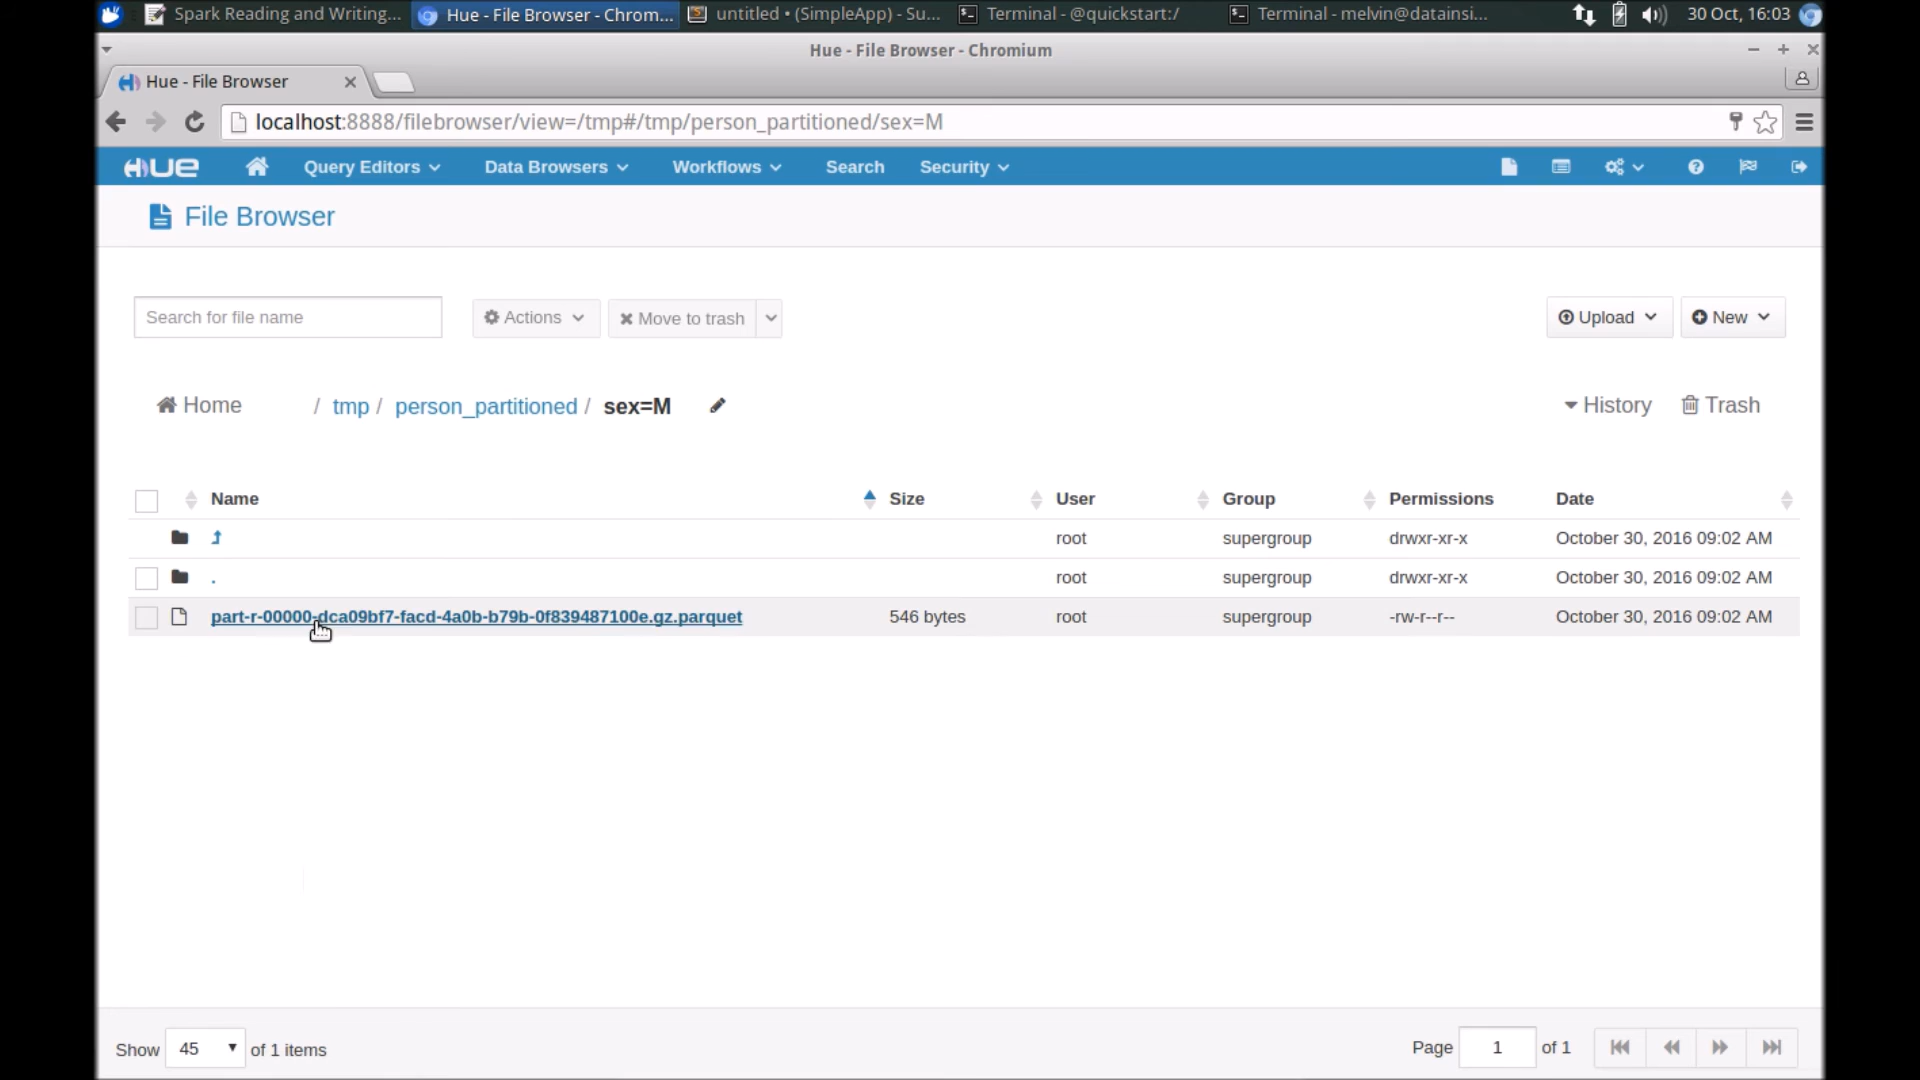 Spark Reading and Writing... Hue - File Browser - Chrom... untitled • (SimpleApp) - Su... Terminal - @quickstart:/ Terminal - melvin@datainsi... 30 Oct, 16:03
Hue - File Browser - Chromium
Hue - File Browser
localhost:8888/filebrowser/view=/tmp#/tmp/person_partitioned/sex=M
HUE Query Editors Data Browsers Workflows Search Security
File Browser
Search for file name Actions Move to trash Upload New
Home / tmp / person_partitioned / sex=M History Trash
Name Size User Group Permissions Date
root supergroup drwxr-xr-x October 30, 2016 09:02 AM
. root supergroup drwxr-xr-x October 30, 2016 09:02 AM
part-r-00000-dca09bf7-facd-4a0b-b79b-0f839487100e.gz.parquet 546 bytes root supergroup -rw-r--r-- October 30, 2016 09:02 AM
Show 45 of 1 items Page 1 of 1